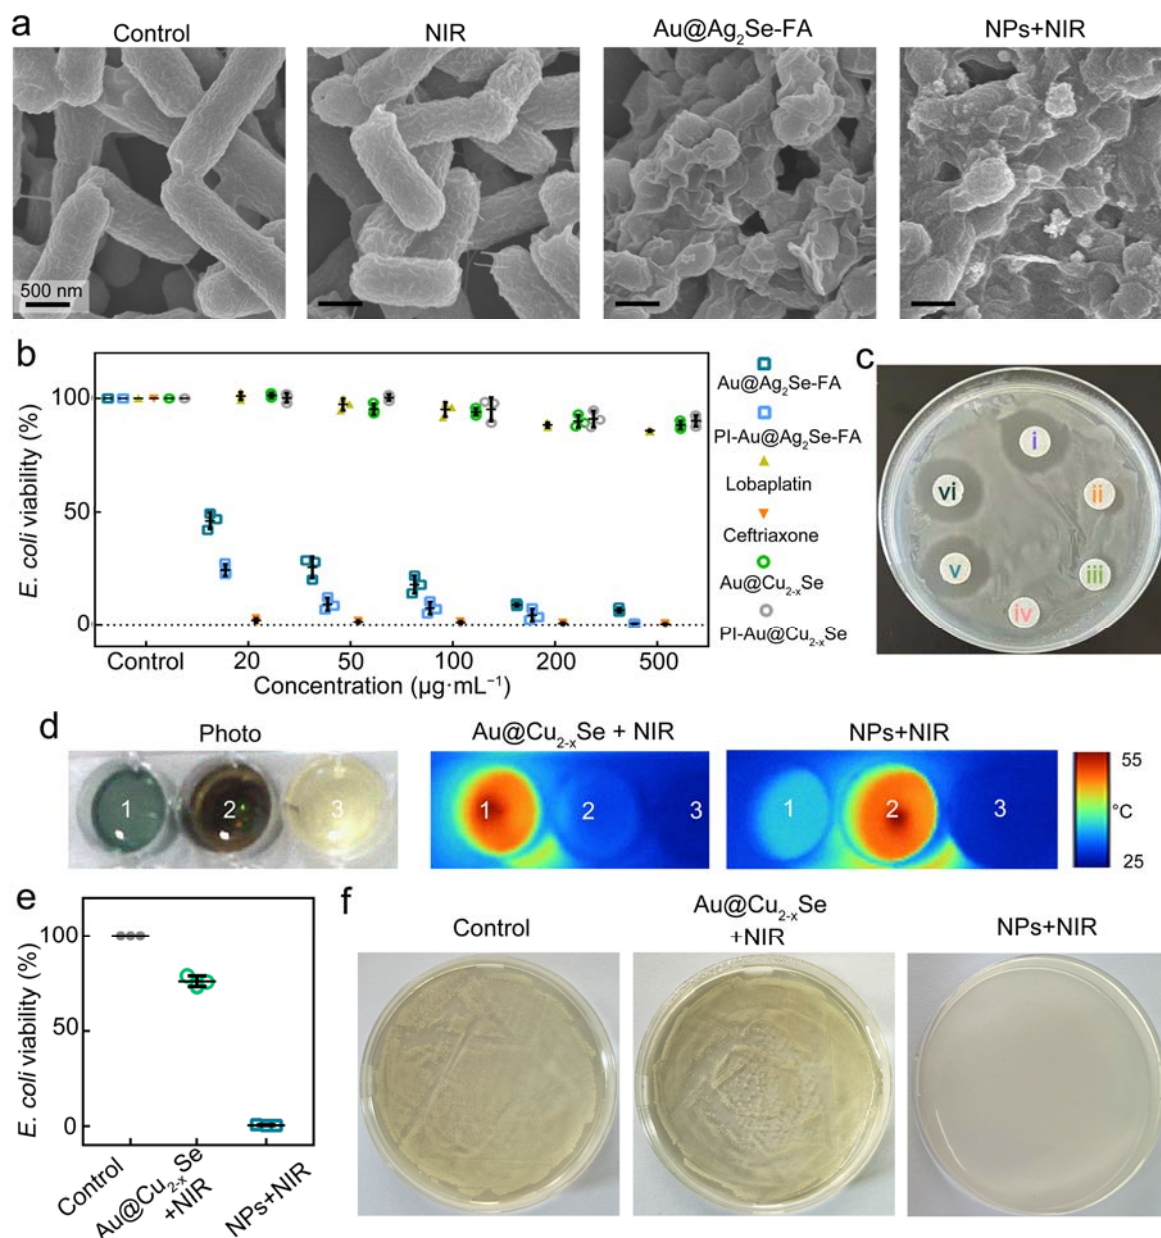 a
Control
NIR
Au@Ag₂Se-FA
NPs+NIR
500 nm
b
E. coli viability (%)
100
50
0
Control
20
50
100
200
500
Concentration (µg·mL⁻¹)
Au@Ag₂Se-FA
PI-Au@Ag₂Se-FA
Lobaplatin
Ceftriaxone
Au@Cu₂₋ₓSe
PI-Au@Cu₂₋ₓSe
c
i
ii
iii
iv
v
vi
d
Photo
1
2
3
Au@Cu₂₋ₓSe + NIR
1
2
3
NPs+NIR
1
2
3
55
°C
25
e
E. coli viability (%)
100
50
0
Control
Au@Cu₂₋ₓSe
+NIR
NPs+NIR
f
Control
Au@Cu₂₋ₓSe
+NIR
NPs+NIR